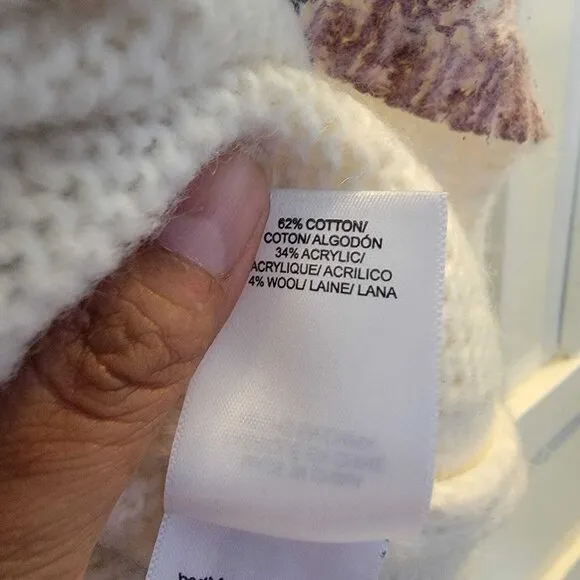 62% COTTON/
COTON/ ALGODÓN
34% ACRYLIC/
ACRYLIQUE/ ACRILICO
4% WOOL/ LAINE/ LANA